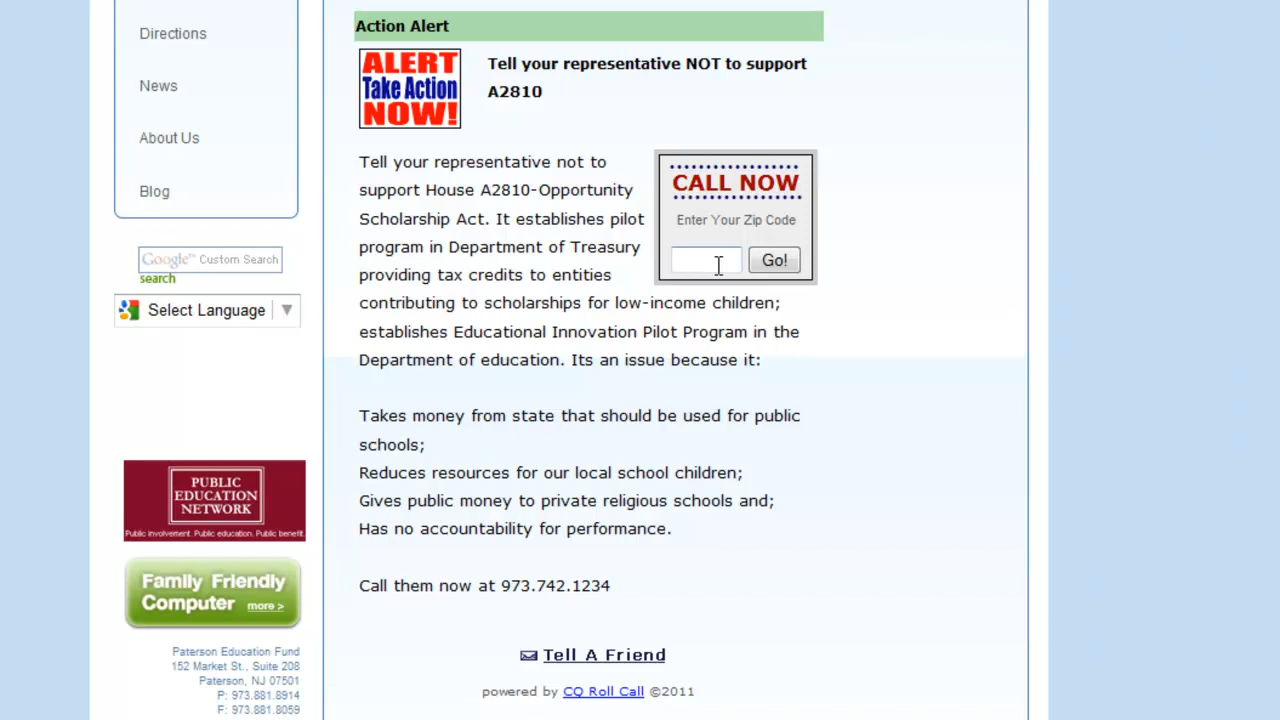 Directions
News
About Us
Blog
Google™ Custom Search
search
Select Language
PUBLIC
EDUCATION
NETWORK
Public involvement. Public education. Public benefit.
Family Friendly
Computer more >
Paterson Education Fund
152 Market St., Suite 208
Paterson, NJ 07501
P: 973.881.8914
F: 973.881.8059
Action Alert
ALERT
Take Action
NOW!
Tell your representative NOT to support
A2810
Tell your representative not to
support House A2810-Opportunity
Scholarship Act. It establishes pilot
program in Department of Treasury
providing tax credits to entities
contributing to scholarships for low-income children;
establishes Educational Innovation Pilot Program in the
Department of education. Its an issue because it:
CALL NOW
Enter Your Zip Code
Go!
Takes money from state that should be used for public
schools;
Reduces resources for our local school children;
Gives public money to private religious schools and;
Has no accountability for performance.
Call them now at 973.742.1234
Tell A Friend
powered by CQ Roll Call ©2011